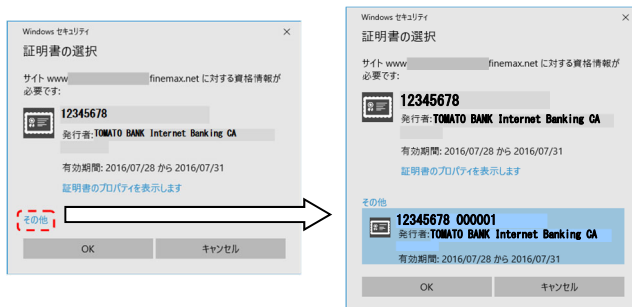 Windows セキュリティ
証明書の選択
サイト www finemax.net に対する資格情報が
必要です:
12345678
発行者:TOMATO BANK Internet Banking CA
有効期間: 2016/07/28 から 2016/07/31
証明書のプロパティを表示します
その他
OK キャンセル
Windows セキュリティ
証明書の選択
サイト www finemax.net に対する資格情報が
必要です:
12345678
発行者:TOMATO BANK Internet Banking CA
有効期間: 2016/07/28 から 2016/07/31
証明書のプロパティを表示します
その他
12345678 000001
発行者:TOMATO BANK Internet Banking CA
有効期間: 2016/07/28 から 2016/07/31
OK キャンセル